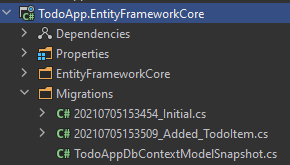 TodoApp.EntityFrameworkCore
Dependencies
Properties
EntityFrameworkCore
Migrations
C# 20210705153454_Initial.cs
C# 20210705153509_Added_TodoItem.cs
C# TodoAppDbContextModelSnapshot.cs